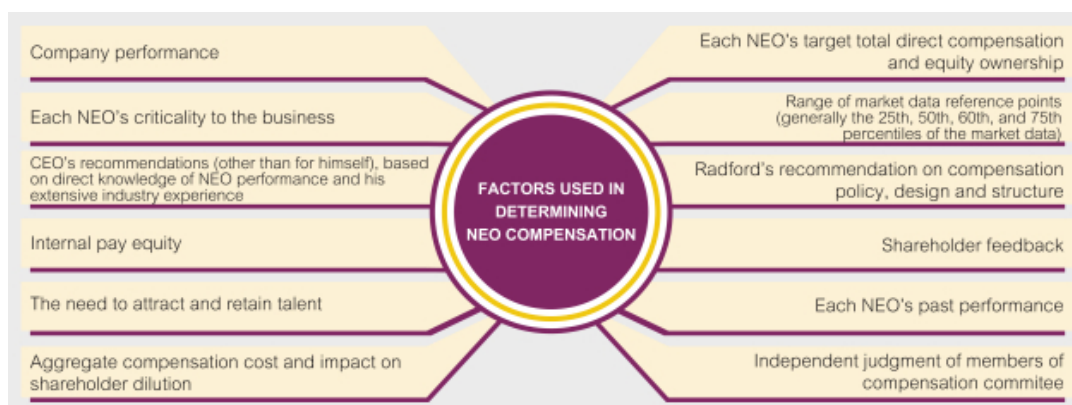 Company performance
Each NEO's criticality to the business
CEO's recommendations (other than for himself), based
on direct knowledge of NEO performance and his
extensive industry experience
Internal pay equity
The need to attract and retain talent
Aggregate compensation cost and impact on
shareholder dilution
FACTORS USED IN
DETERMINING
NEO COMPENSATION
Each NEO's target total direct compensation
and equity ownership
Range of market data reference points
(generally the 25th, 50th, 60th, and 75th
percentiles of the market data)
Radford's recommendation on compensation
policy, design and structure
Shareholder feedback
Each NEO's past performance
Independent judgment of members of
compensation commitee